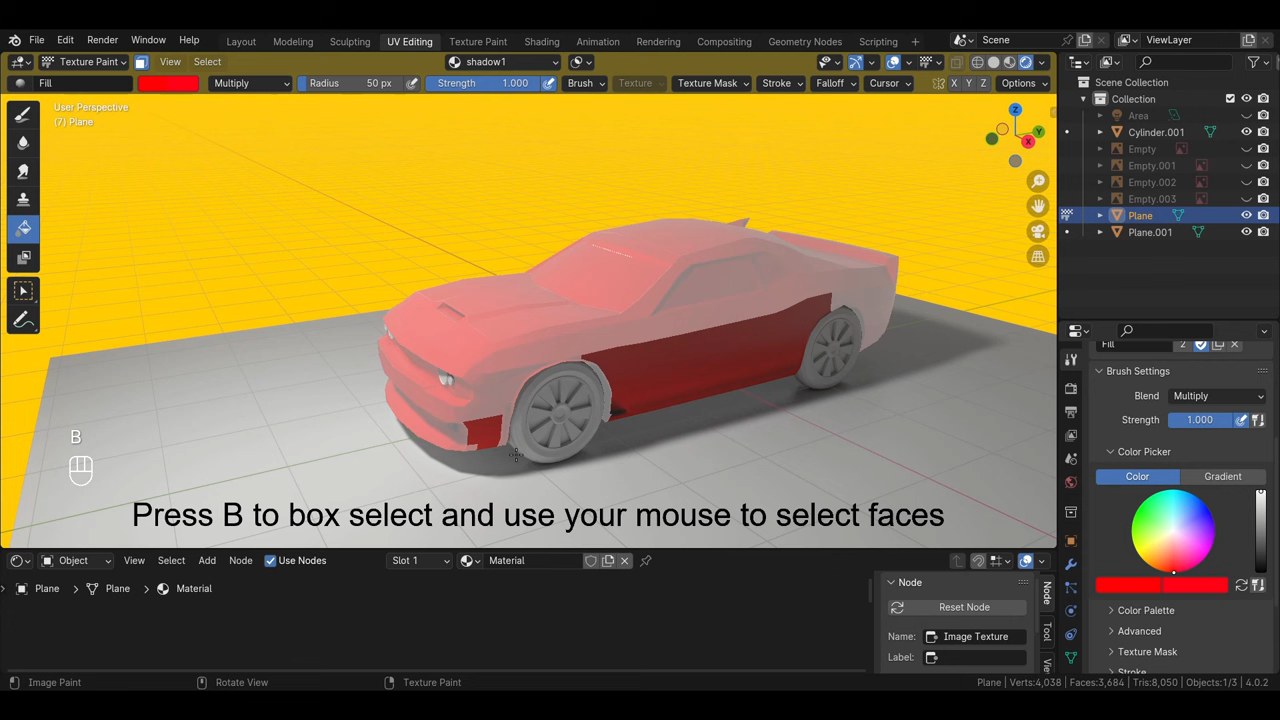 File Edit Render Window Help Layout Modeling Sculpting UV Editing Texture Paint Shading Animation Rendering Compositing Geometry Nodes Scripting + Scene ViewLayer
Texture Paint View Select shadow1
Fill Multiply Radius 50 px Strength 1.000 Brush Texture Texture Mask Stroke Falloff Cursor X Y Z Options
User Perspective
(7) Plane
Z
Y
X
Scene Collection
Collection
Area
Cylinder.001
Empty
Empty.001
Empty.002
Empty.003
Plane
Plane.001
Fill 2
Brush Settings
Blend Multiply
Strength 1.000
Color Picker
Color Gradient
Color Palette
Advanced
Texture Mask
Stroke
B
Press B to box select and use your mouse to select faces
Object View Select Add Node Use Nodes Slot 1 Material
Plane > Plane > Material
Node
Reset Node
Name: Image Texture
Label:
Node
Tool
Image Paint Rotate View Texture Paint Plane | Verts:4,038 | Faces:3,684 | Tris:8,050 | Objects:1/3 | 4.0.2